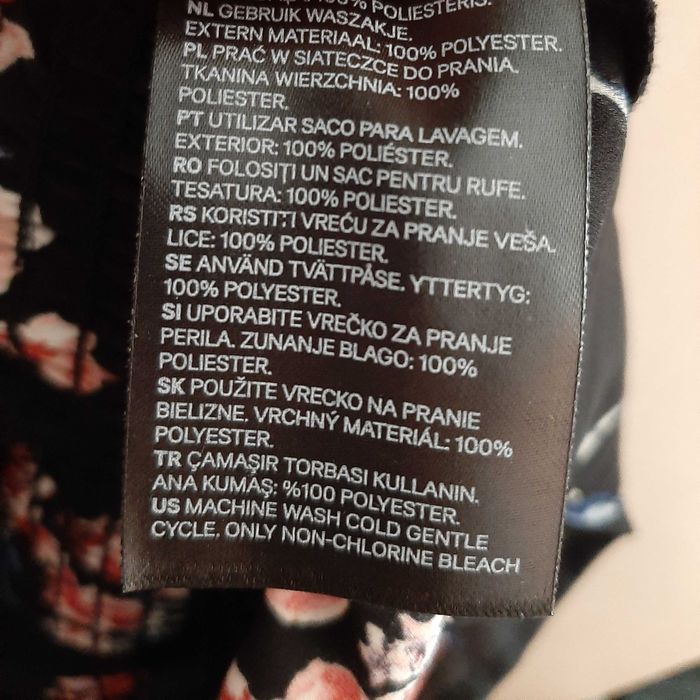 100% POLIESTERIS.
NL GEBRUIK WASZAKJE.
EXTERN MATERIAAL: 100% POLYESTER.
PL PRAĆ W SIATECZCE DO PRANIA.
TKANINA WIERZCHNIA: 100%
POLIESTER.
PT UTILIZAR SACO PARA LAVAGEM.
EXTERIOR: 100% POLIÉSTER.
RO FOLOSIȚI UN SAC PENTRU RUFE.
TESATURA: 100% POLIESTER.
RS KORISTITI VREĆU ZA PRANJE VEŠA.
LICE: 100% POLIESTER.
SE ANVÄND TVÄTTPÅSE. YTTERTYG:
100% POLYESTER.
SI UPORABITE VREČKO ZA PRANJE
PERILA. ZUNANJE BLAGO: 100%
POLIESTER.
SK POUŽITE VRECKO NA PRANIE
BIELIZNE. VRCHNÝ MATERIÁL: 100%
POLYESTER.
TR ÇAMAŞIR TORBASI KULLANIN.
ANA KUMAŞ: %100 POLYESTER.
US MACHINE WASH COLD GENTLE
CYCLE. ONLY NON-CHLORINE BLEACH